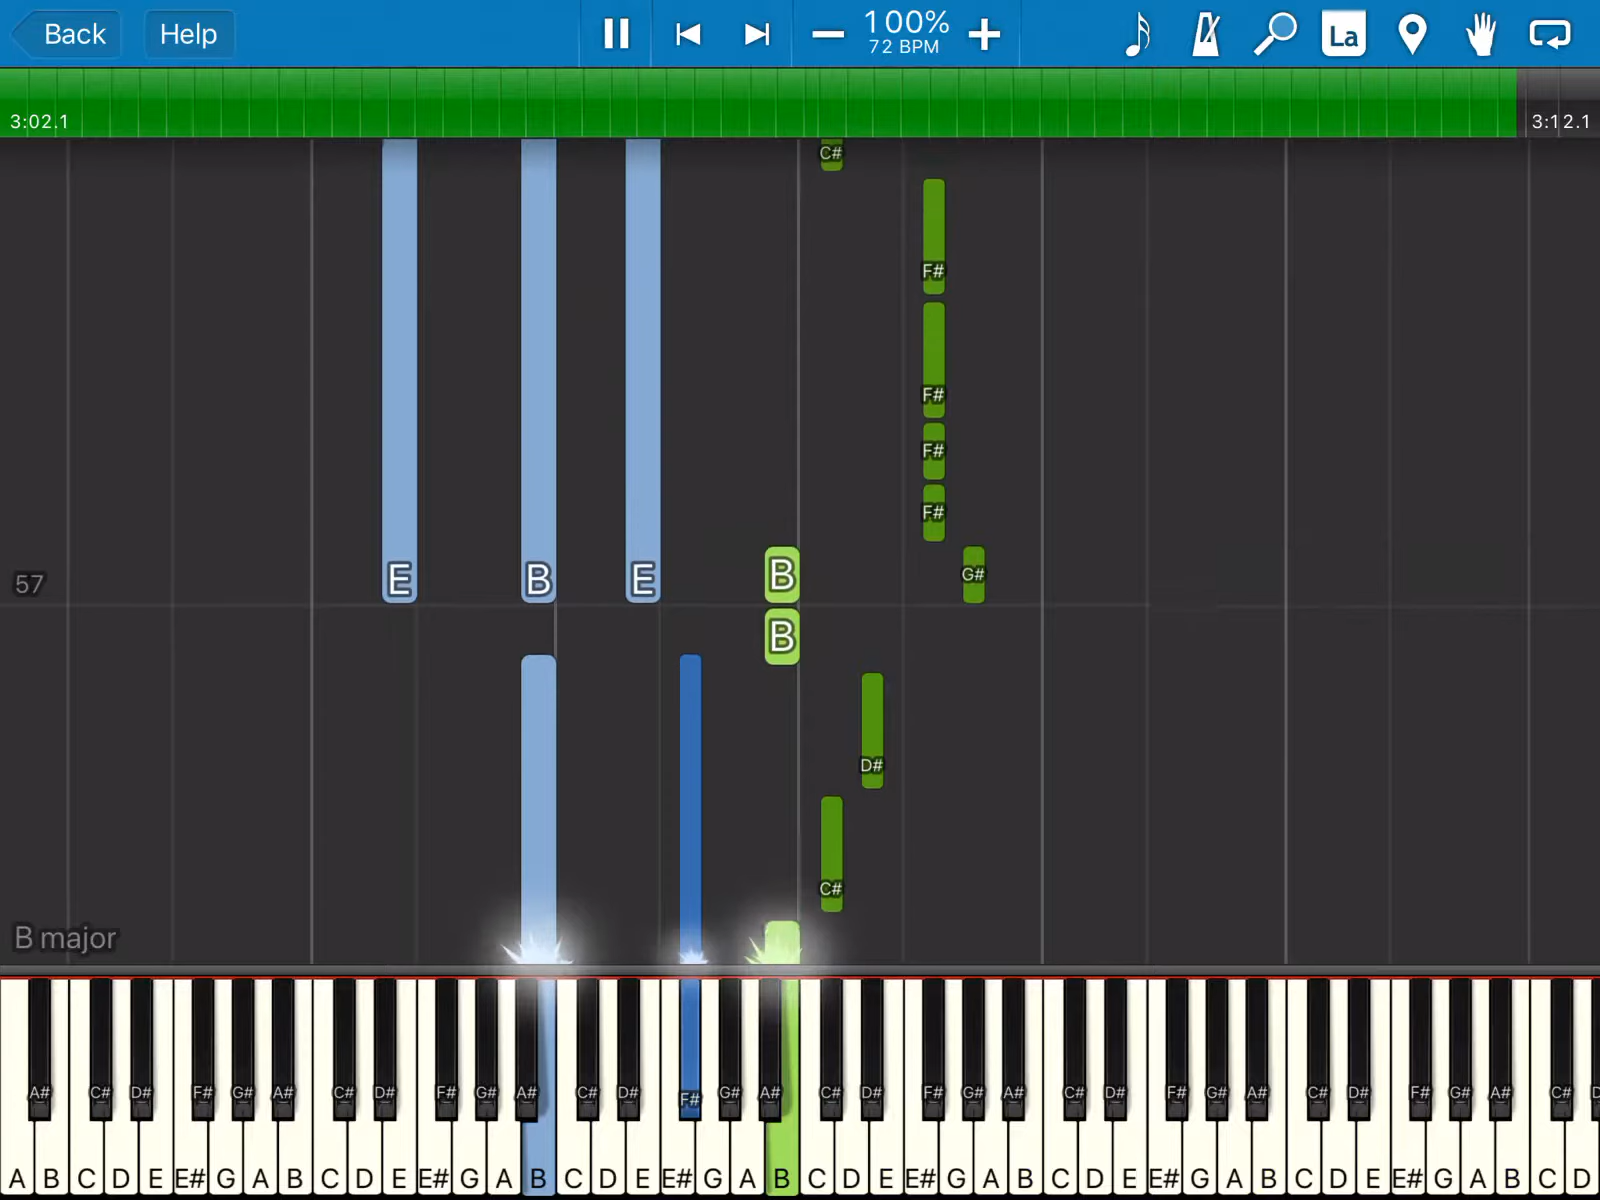 Back Help 100% La
72 BPM
3:02.1 3:12.1
C#
F#
F#
F#
F#
57 E B E B G#
B
D#
C#
B major
A# C# D# F# G# A# C# D# F# G# A# C# D# F# G# A# C# D# F# G# A# C# D# F# G# A# C# D# F# G# A# C# D
A B C D E E# G A B C D E E# G A B C D E E# G A B C D E E# G A B C D E E# G A B C D E E# G A B C D